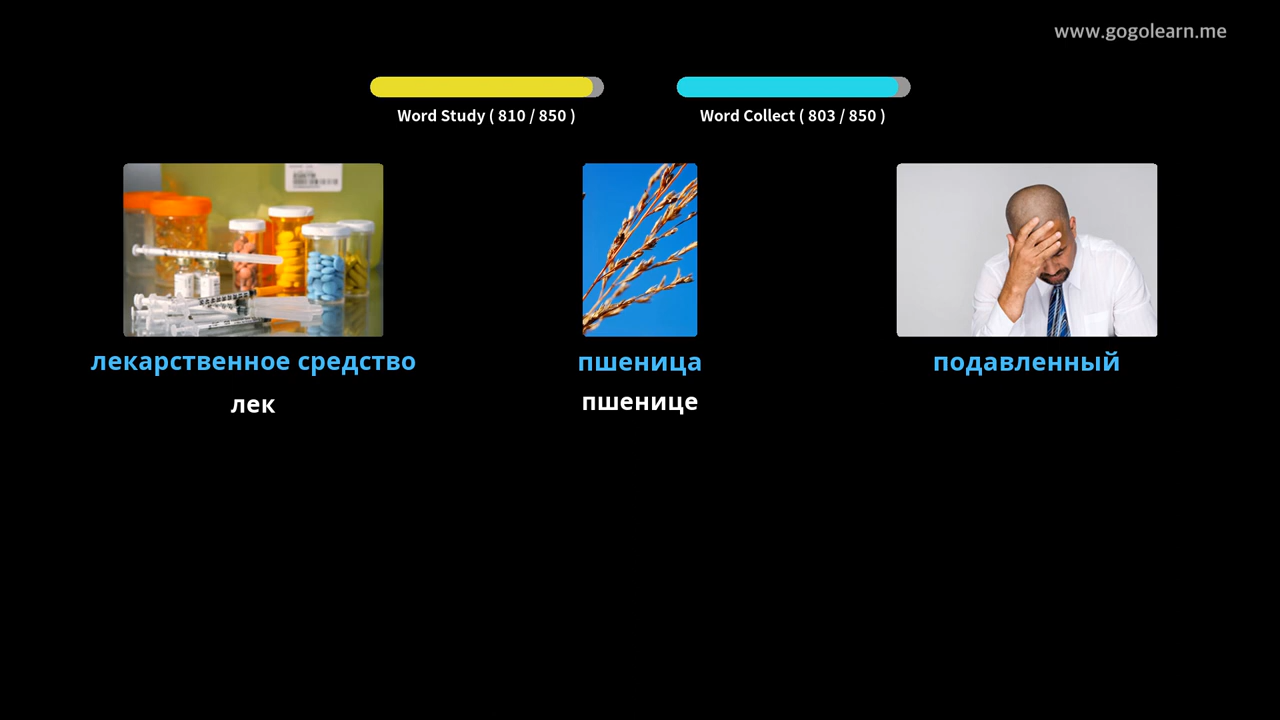 www.gogolearn.me
Word Study ( 810 / 850 )
Word Collect ( 803 / 850 )
лекарственное средство
пшеница
подавленный
лек
пшенице